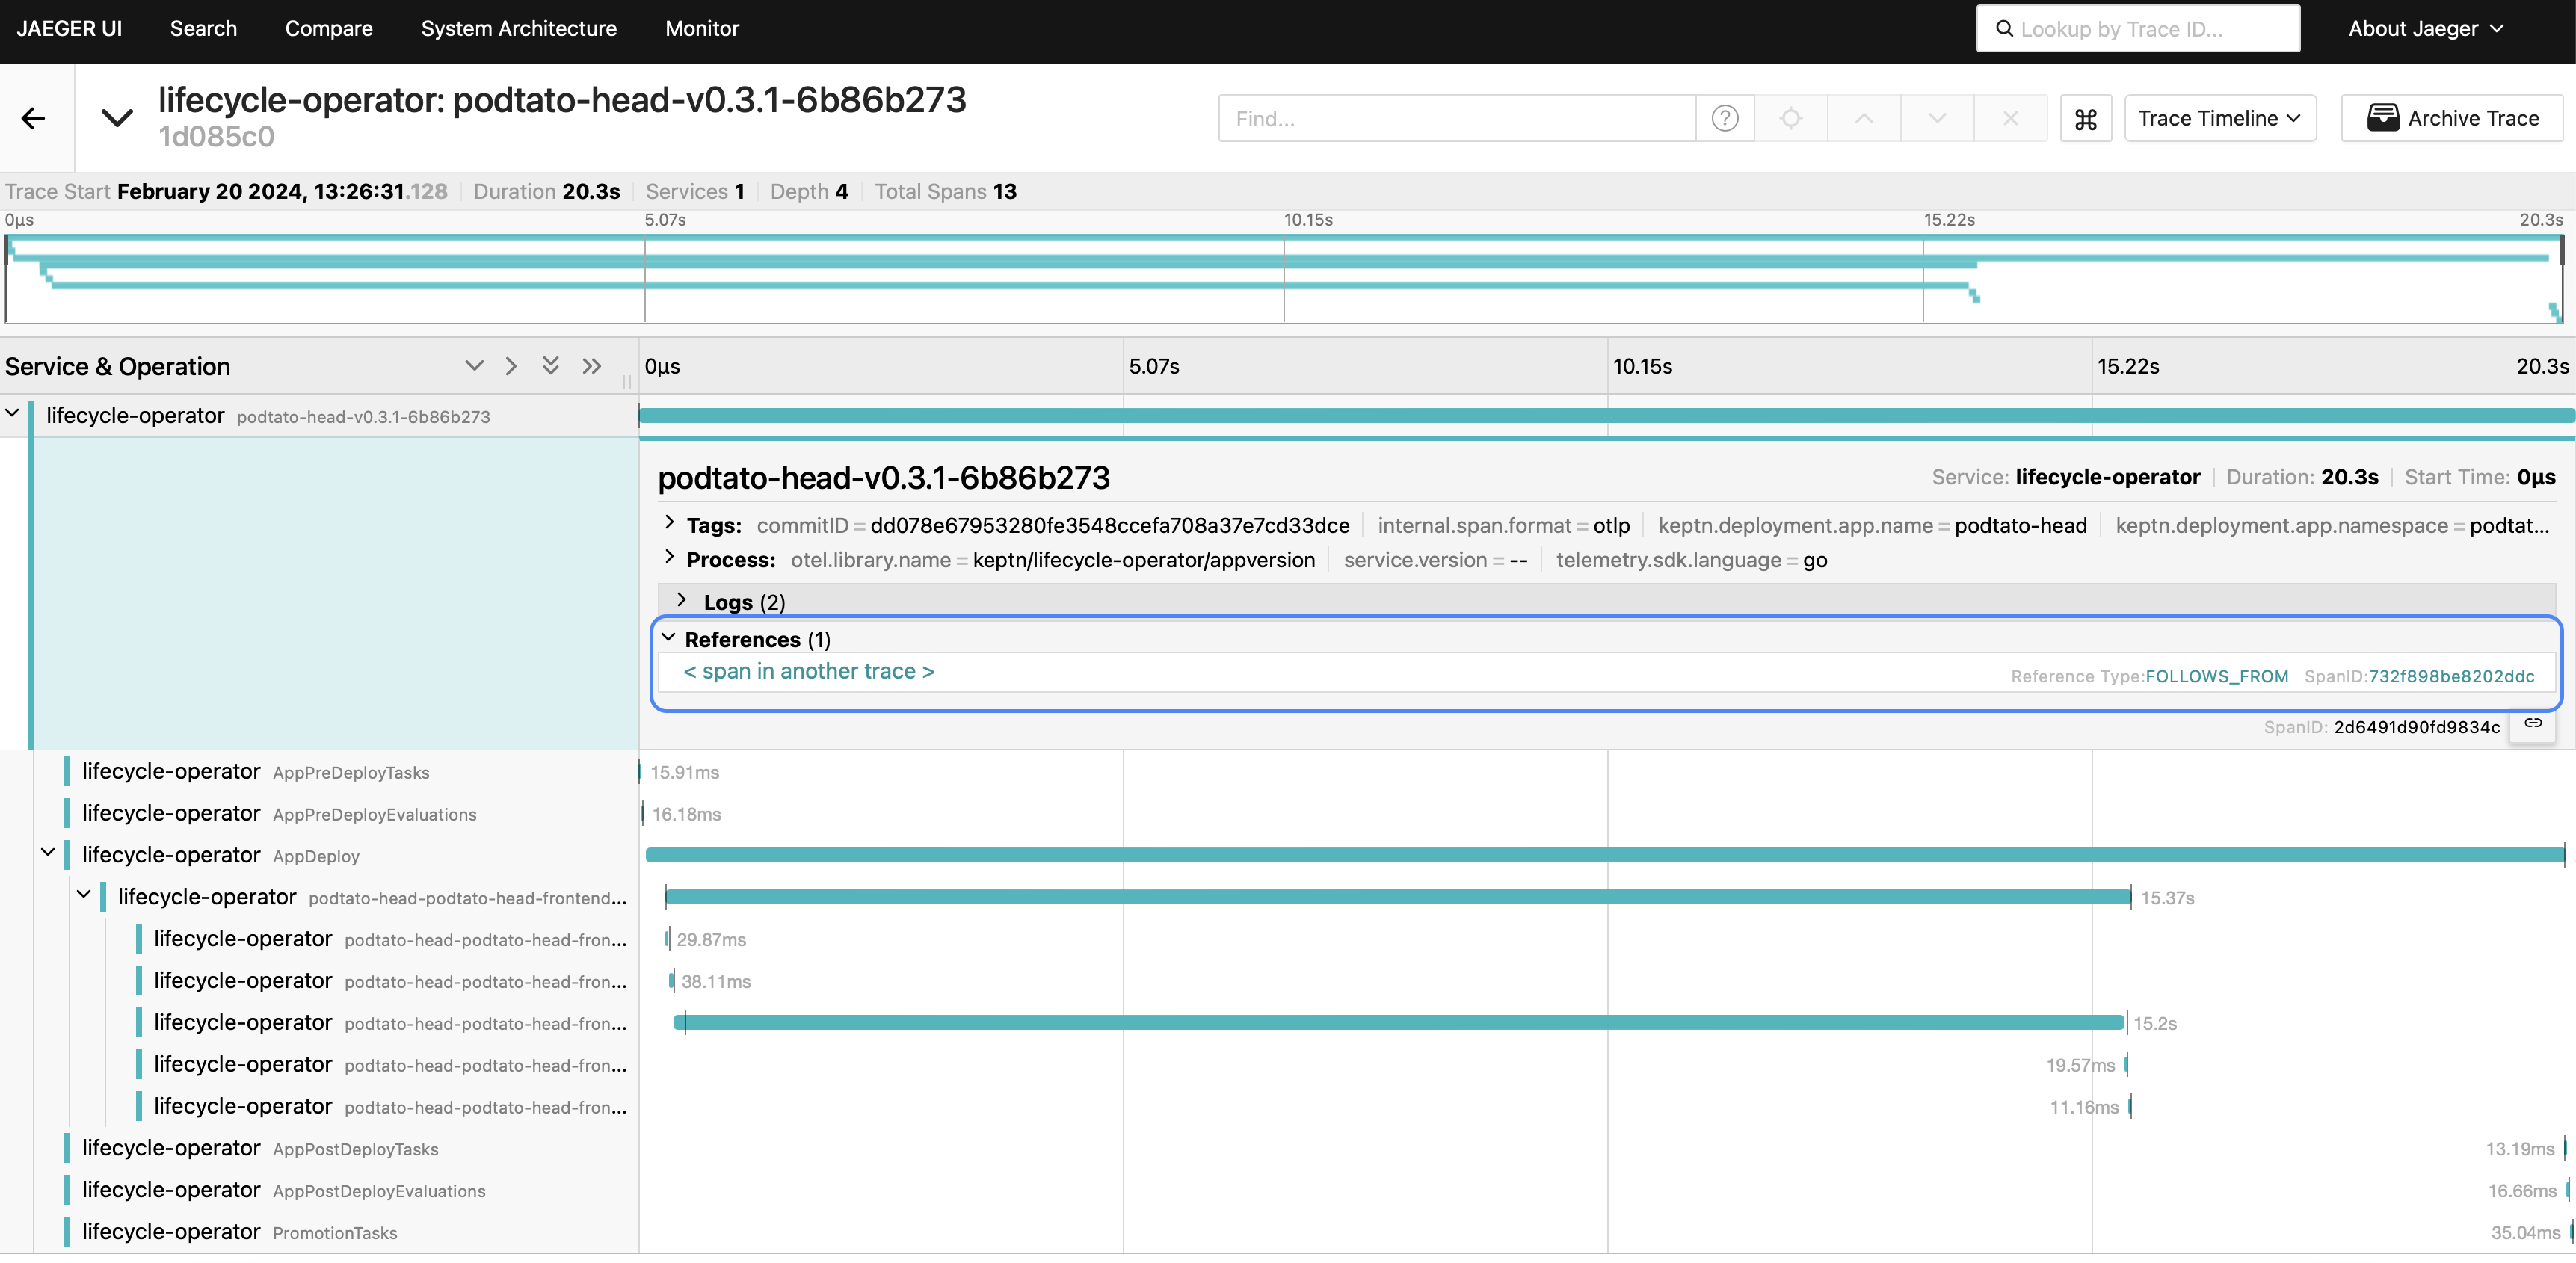 JAEGER UI Search Compare System Architecture Monitor Lookup by Trace ID... About Jaeger
lifecycle-operator: podtato-head-v0.3.1-6b86b273
1d085c0
Find... ? ⌘ Trace Timeline Archive Trace
Trace Start February 20 2024, 13:26:31.128 Duration 20.3s Services 1 Depth 4 Total Spans 13
0μs 5.07s 10.15s 15.22s 20.3s
Service & Operation 0μs 5.07s 10.15s 15.22s 20.3s
lifecycle-operator podtato-head-v0.3.1-6b86b273
podtato-head-v0.3.1-6b86b273 Service: lifecycle-operator Duration: 20.3s Start Time: 0μs
Tags: commitID = dd078e67953280fe3548ccefa708a37e7cd33dce internal.span.format = otlp keptn.deployment.app.name = podtato-head keptn.deployment.app.namespace = podtat...
Process: otel.library.name = keptn/lifecycle-operator/appversion service.version = -- telemetry.sdk.language = go
Logs (2)
References (1)
< span in another trace > Reference Type:FOLLOWS_FROM SpanID:732f898be8202ddc
SpanID: 2d6491d90fd9834c
lifecycle-operator AppPreDeployTasks 15.91ms
lifecycle-operator AppPreDeployEvaluations 16.18ms
lifecycle-operator AppDeploy
lifecycle-operator podtato-head-podtato-head-frontend... 15.37s
lifecycle-operator podtato-head-podtato-head-fron... 29.87ms
lifecycle-operator podtato-head-podtato-head-fron... 38.11ms
lifecycle-operator podtato-head-podtato-head-fron... 15.2s
lifecycle-operator podtato-head-podtato-head-fron... 19.57ms
lifecycle-operator podtato-head-podtato-head-fron... 11.16ms
lifecycle-operator AppPostDeployTasks 13.19ms
lifecycle-operator AppPostDeployEvaluations 16.66ms
lifecycle-operator PromotionTasks 35.04ms